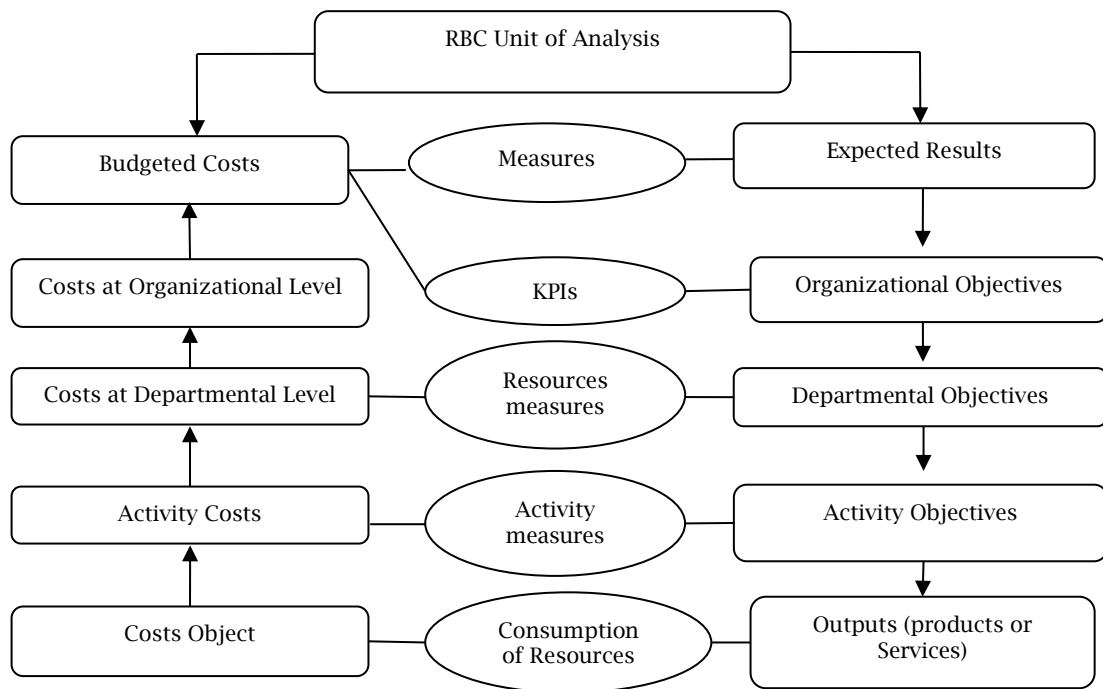 RBC Unit of Analysis
Budgeted Costs
Measures
Expected Results
Costs at Organizational Level
KPIs
Organizational Objectives
Costs at Departmental Level
Resources
measures
Departmental Objectives
Activity Costs
Activity
measures
Activity Objectives
Costs Object
Consumption
of Resources
Outputs (products or
Services)